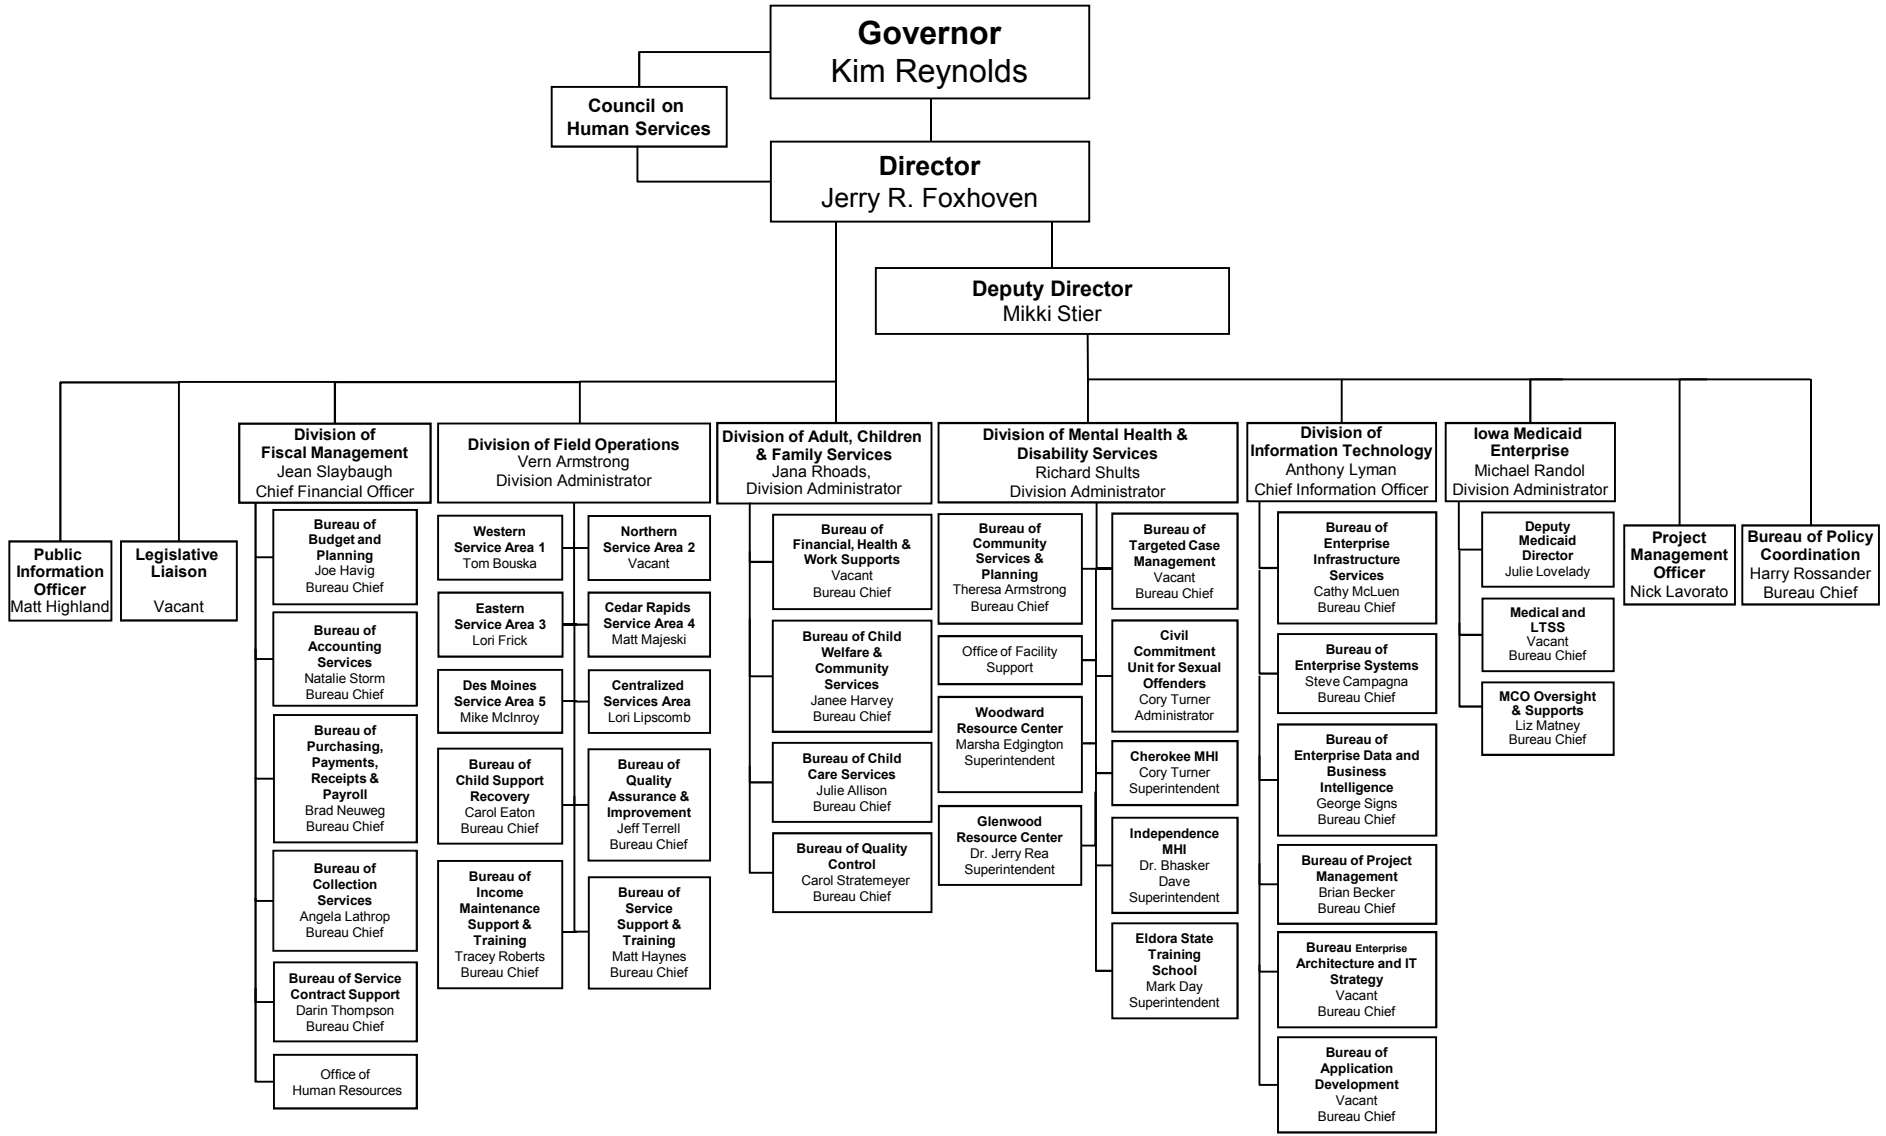 Governor
Kim Reynolds
Council on
Human Services
Director
Jerry R. Foxhoven
Deputy Director
Mikki Stier
Public
Information
Officer
Matt Highland
Legislative
Liaison
Vacant
Division of
Fiscal Management
Jean Slaybaugh
Chief Financial Officer
Bureau of
Budget and
Planning
Joe Havig
Bureau Chief
Bureau of
Accounting
Services
Natalie Storm
Bureau Chief
Bureau of
Purchasing,
Payments,
Receipts &
Payroll
Brad Neuweg
Bureau Chief
Bureau of
Collection
Services
Angela Lathrop
Bureau Chief
Bureau of Service
Contract Support
Darin Thompson
Bureau Chief
Office of
Human Resources
Division of Field Operations
Vern Armstrong
Division Administrator
Western
Service Area 1
Tom Bouska
Northern
Service Area 2
Vacant
Eastern
Service Area 3
Lori Frick
Cedar Rapids
Service Area 4
Matt Majeski
Des Moines
Service Area 5
Mike McInroy
Centralized
Services Area
Lori Lipscomb
Bureau of
Child Support
Recovery
Carol Eaton
Bureau Chief
Bureau of
Quality
Assurance &
Improvement
Jeff Terrell
Bureau Chief
Bureau of
Income
Maintenance
Support &
Training
Tracey Roberts
Bureau Chief
Bureau of
Service
Support &
Training
Matt Haynes
Bureau Chief
Division of Adult, Children
& Family Services
Jana Rhoads,
Division Administrator
Bureau of
Financial, Health &
Work Supports
Vacant
Bureau Chief
Bureau of Child
Welfare &
Community
Services
Janee Harvey
Bureau Chief
Bureau of Child
Care Services
Julie Allison
Bureau Chief
Bureau of Quality
Control
Carol Stratemeyer
Bureau Chief
Division of Mental Health &
Disability Services
Richard Shults
Division Administrator
Bureau of
Community
Services &
Planning
Theresa Armstrong
Bureau Chief
Office of Facility
Support
Woodward
Resource Center
Marsha Edgington
Superintendent
Glenwood
Resource Center
Dr. Jerry Rea
Superintendent
Bureau of
Targeted Case
Management
Vacant
Bureau Chief
Civil
Commitment
Unit for Sexual
Offenders
Cory Turner
Administrator
Cherokee MHI
Cory Turner
Superintendent
Independence
MHI
Dr. Bhasker
Dave
Superintendent
Eldora State
Training
School
Mark Day
Superintendent
Division of
Information Technology
Anthony Lyman
Chief Information Officer
Bureau of
Enterprise
Infrastructure
Services
Cathy McLuen
Bureau Chief
Bureau of
Enterprise Systems
Steve Campagna
Bureau Chief
Bureau of
Enterprise Data and
Business
Intelligence
George Signs
Bureau Chief
Bureau of Project
Management
Brian Becker
Bureau Chief
Bureau Enterprise
Architecture and IT
Strategy
Vacant
Bureau Chief
Bureau of
Application
Development
Vacant
Bureau Chief
Iowa Medicaid
Enterprise
Michael Randol
Division Administrator
Deputy
Medicaid
Director
Julie Lovelady
Medical and
LTSS
Vacant
Bureau Chief
MCO Oversight
& Supports
Liz Matney
Bureau Chief
Project
Management
Officer
Nick Lavorato
Bureau of Policy
Coordination
Harry Rossander
Bureau Chief